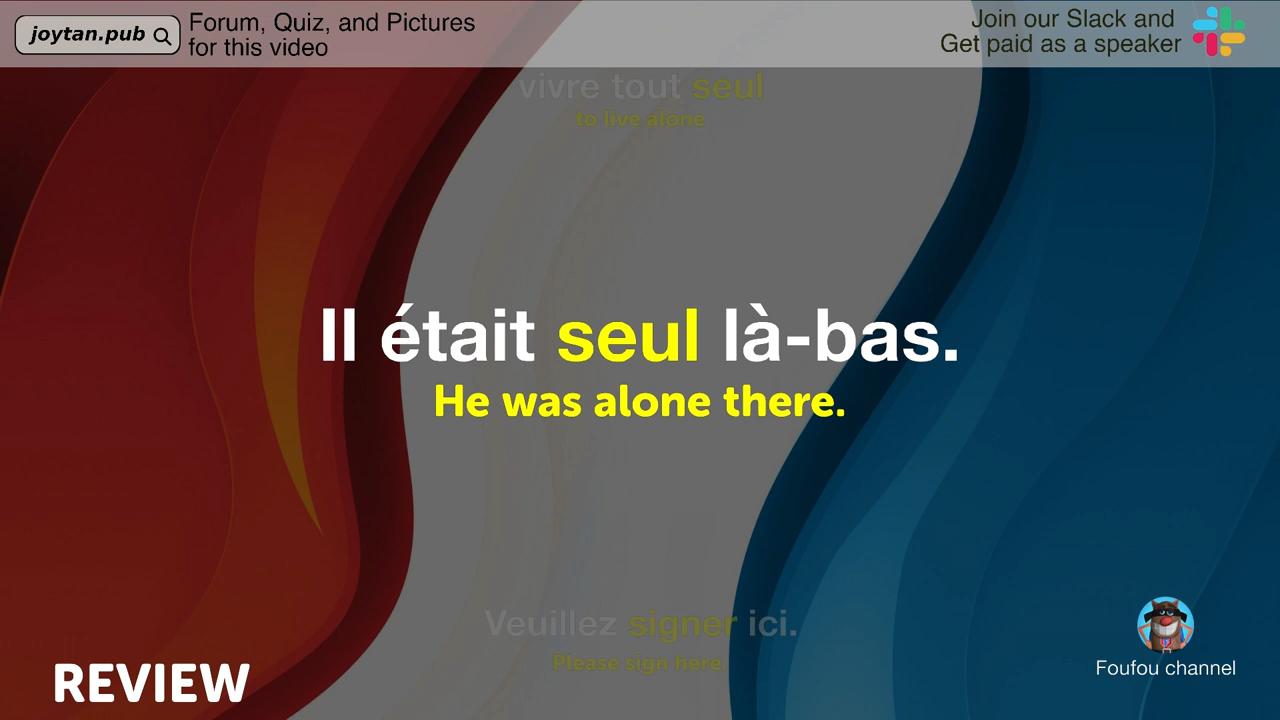 joytan.pub
Forum, Quiz, and Pictures
for this video
Join our Slack and
Get paid as a speaker
vivre tout seul
to live alone
Il était seul là-bas.
He was alone there.
Veuillez signer ici.
Please sign here.
REVIEW
Foufou channel